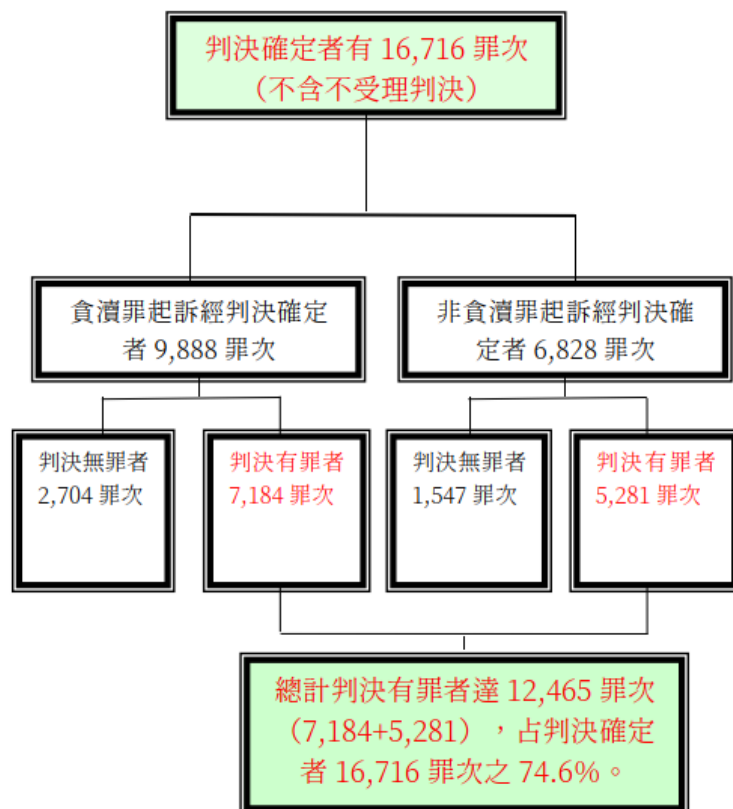 判決確定者有 16,716 罪次
（不含不受理判決）
貪瀆罪起訴經判決確定
者 9,888 罪次
非貪瀆罪起訴經判決確
定者 6,828 罪次
判決無罪者
2,704 罪次
判決有罪者
7,184 罪次
判決無罪者
1,547 罪次
判決有罪者
5,281 罪次
總計判決有罪者達 12,465 罪次
（7,184+5,281），占判決確定
者 16,716 罪次之 74.6%。